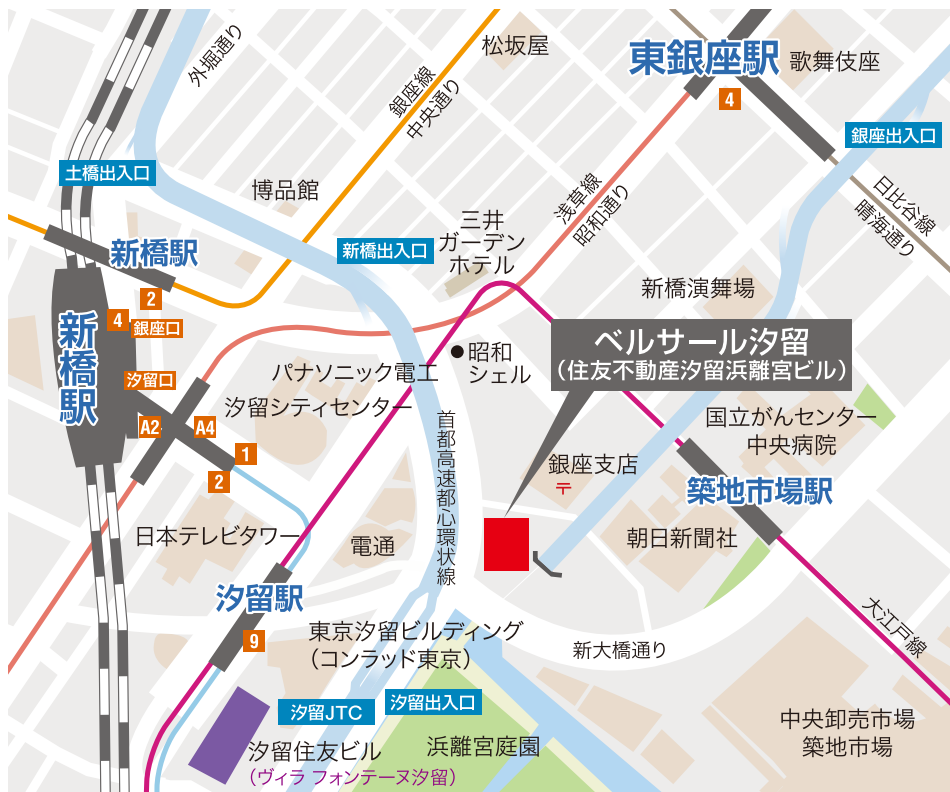 外堀通り
松坂屋
東銀座駅
歌舞伎座
4
銀座線
中央通り
銀座出入口
土橋出入口
博品館
浅草線
昭和通り
日比谷線
晴海通り
新橋駅
2
新橋出入口
三井
ガーデン
ホテル
新橋演舞場
新橋駅
4
銀座口
ベルサール汐留
(住友不動産汐留浜離宮ビル)
昭和
シェル
パナソニック電工
汐留口
汐留シティセンター
A2
A4
1
2
首都高速都心環状線
国立がんセンター
中央病院
銀座支店
〒
築地市場駅
日本テレビタワー
電通
朝日新聞社
汐留駅
9
東京汐留ビルディング
(コンラッド東京)
新大橋通り
大江戸線
汐留JTC
汐留出入口
汐留住友ビル
(ヴィラ フォンテーヌ汐留)
浜離宮庭園
中央卸売市場
築地市場